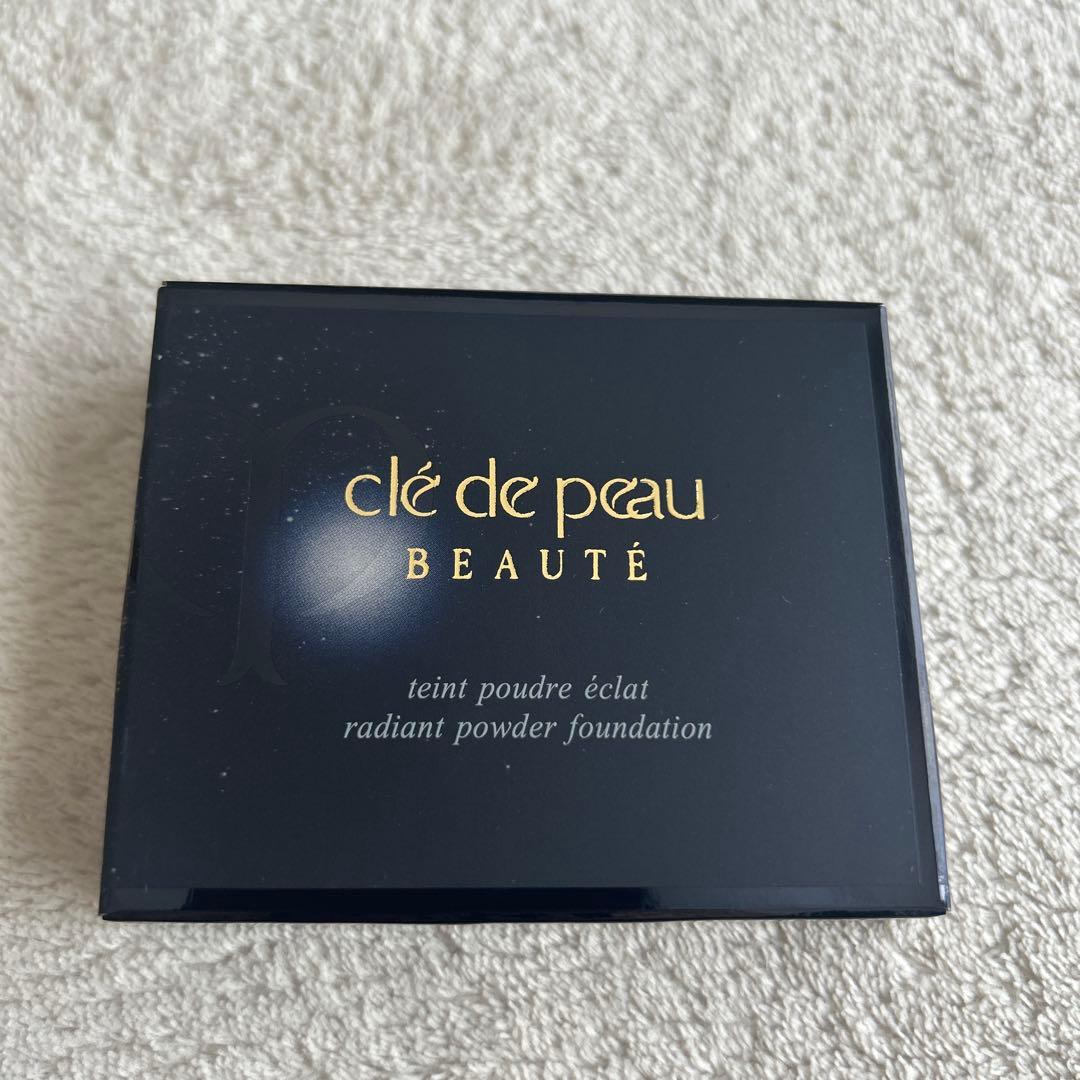 clé de peau
BEAUTÉ
teint poudre éclat
radiant powder foundation